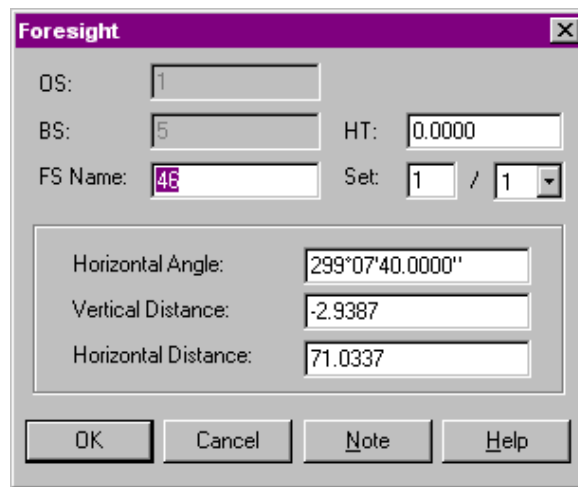 Foresight
OS: 1
BS: 5 HT: 0.0000
FS Name: 46 Set: 1 / 1
Horizontal Angle: 299°07'40.0000"
Vertical Distance: -2.9387
Horizontal Distance: 71.0337
OK Cancel Note Help